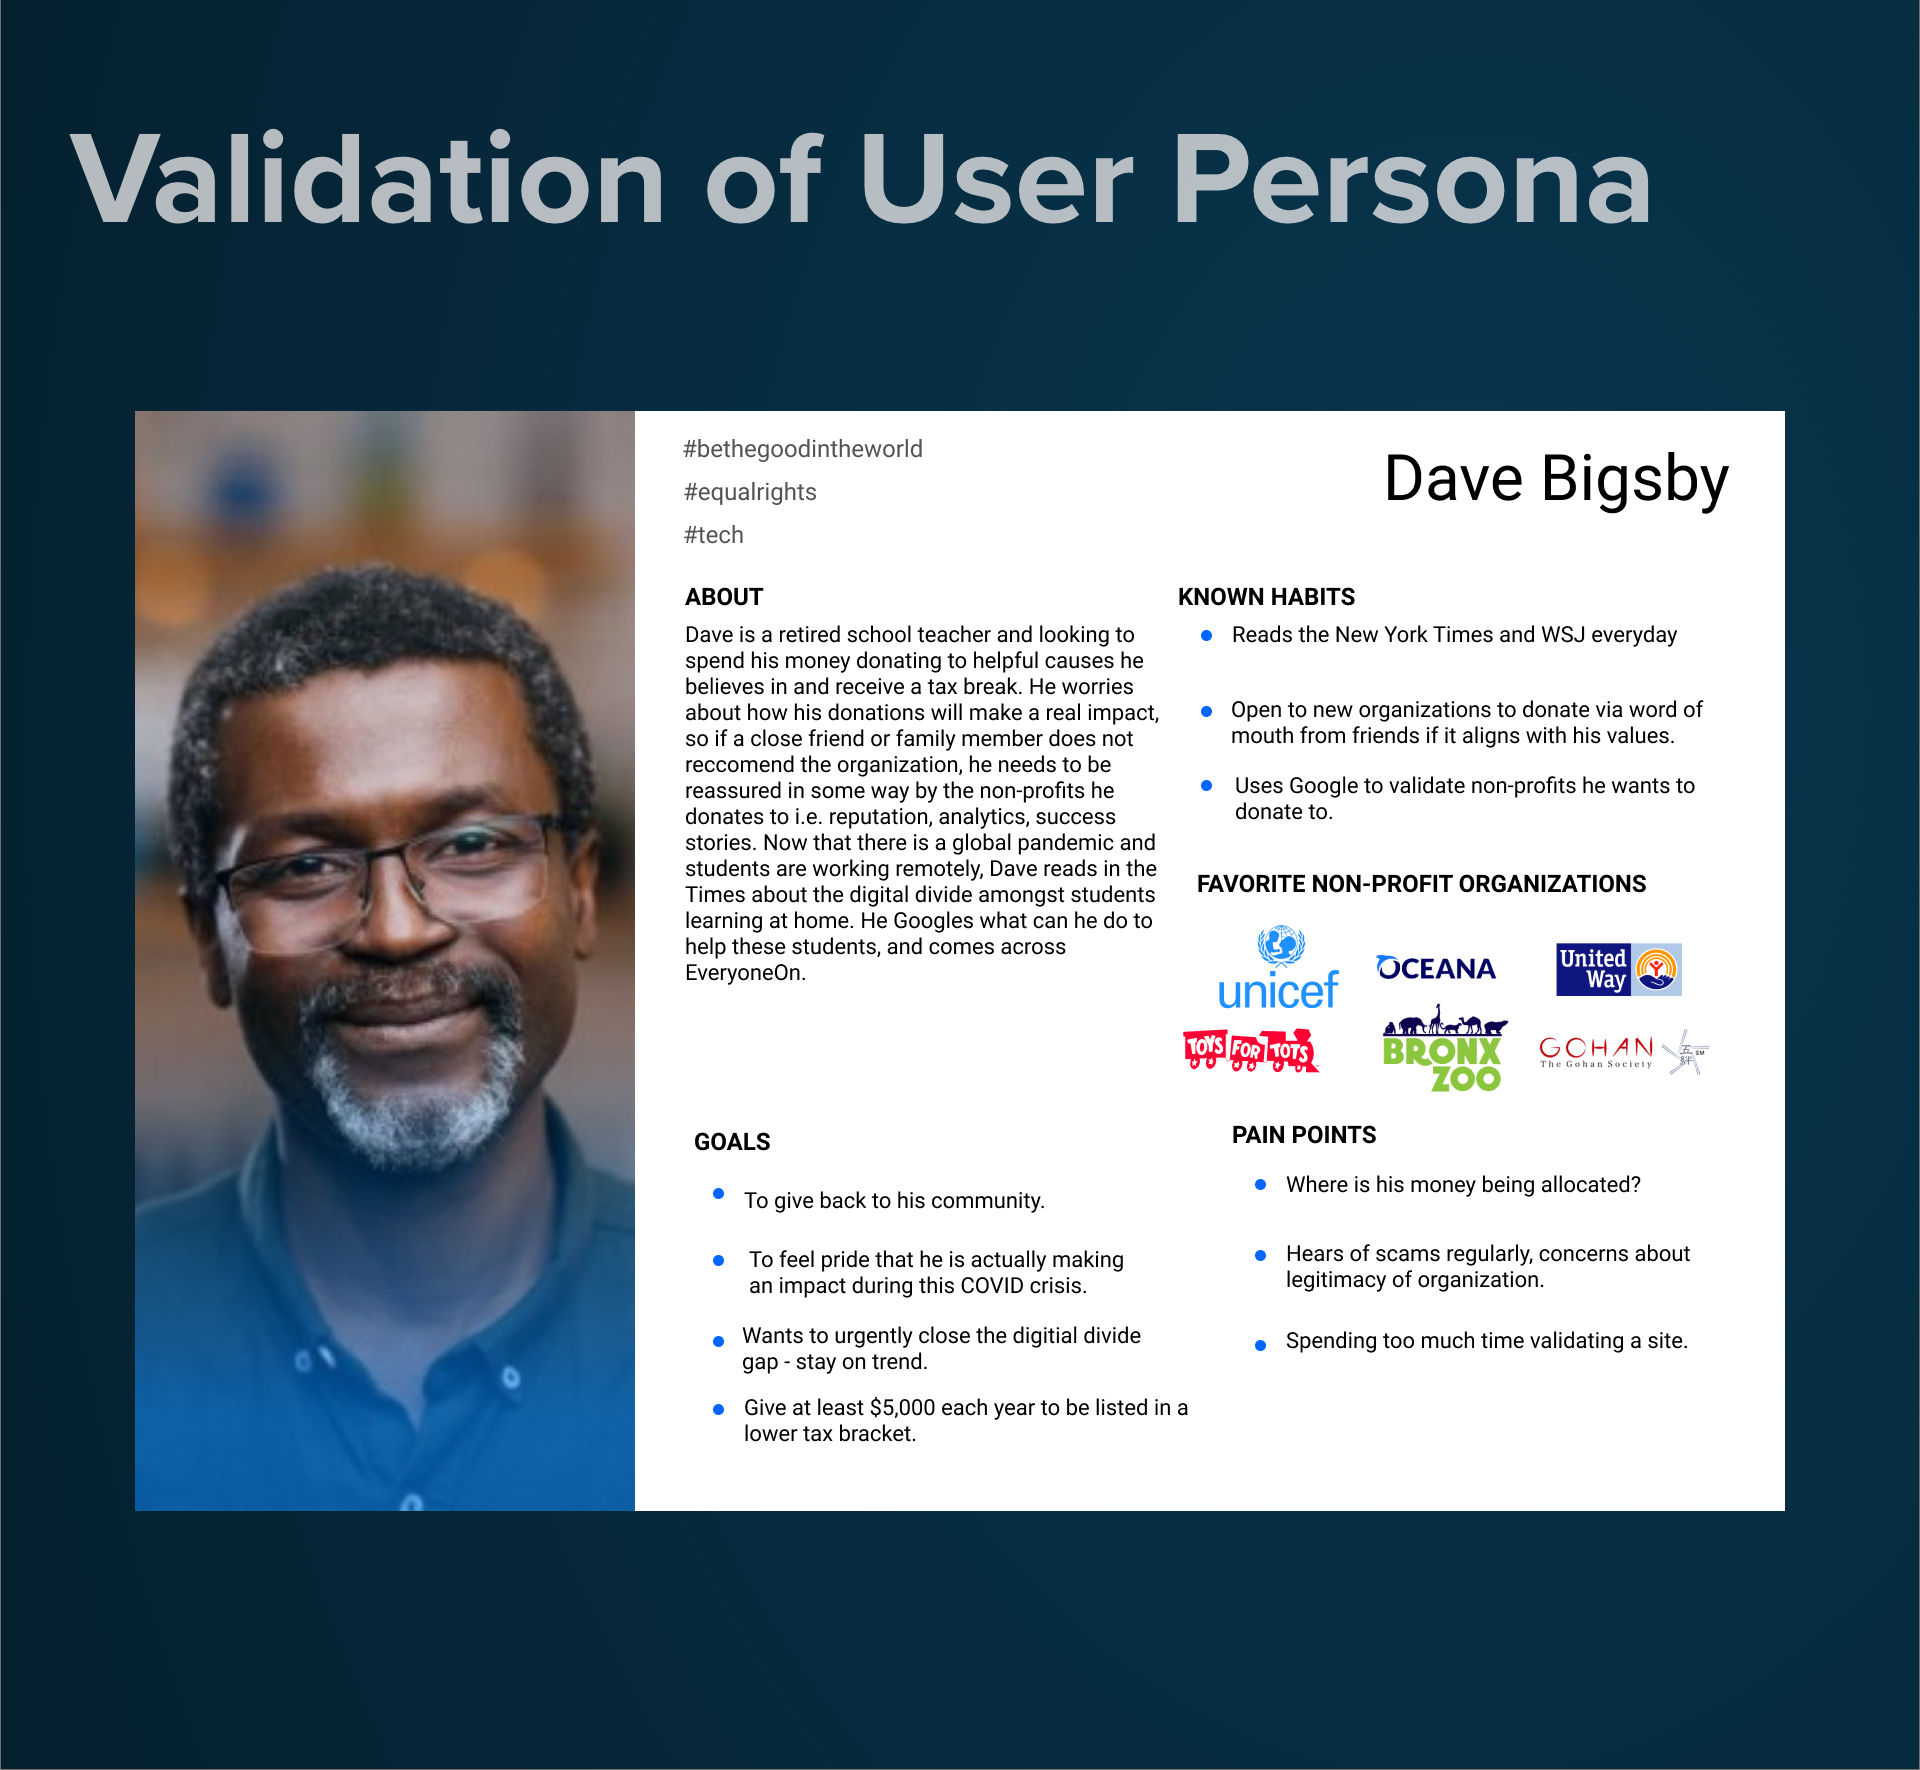 Validation of User Persona
#bethegoodintheworld
#equalrights
#tech
Dave Bigsby
ABOUT
Dave is a retired school teacher and looking to
spend his money donating to helpful causes he
believes in and receive a tax break. He worries
about how his donations will make a real impact,
so if a close friend or family member does not
reccomend the organization, he needs to be
reassured in some way by the non-profits he
donates to i.e. reputation, analytics, success
stories. Now that there is a global pandemic and
students are working remotely, Dave reads in the
Times about the digital divide amongst students
learning at home. He Googles what can he do to
help these students, and comes across
EveryoneOn.
KNOWN HABITS
Reads the New York Times and WSJ everyday
Open to new organizations to donate via word of
mouth from friends if it aligns with his values.
Uses Google to validate non-profits he wants to
donate to.
FAVORITE NON-PROFIT ORGANIZATIONS
unicef
OCEANA
United
Way
TOYS FOR TOTS
BRONX
ZOO
GOHAN
The Gohan Society
SM
GOALS
To give back to his community.
To feel pride that he is actually making
an impact during this COVID crisis.
Wants to urgently close the digitial divide
gap - stay on trend.
Give at least $5,000 each year to be listed in a
lower tax bracket.
PAIN POINTS
Where is his money being allocated?
Hears of scams regularly, concerns about
legitimacy of organization.
Spending too much time validating a site.